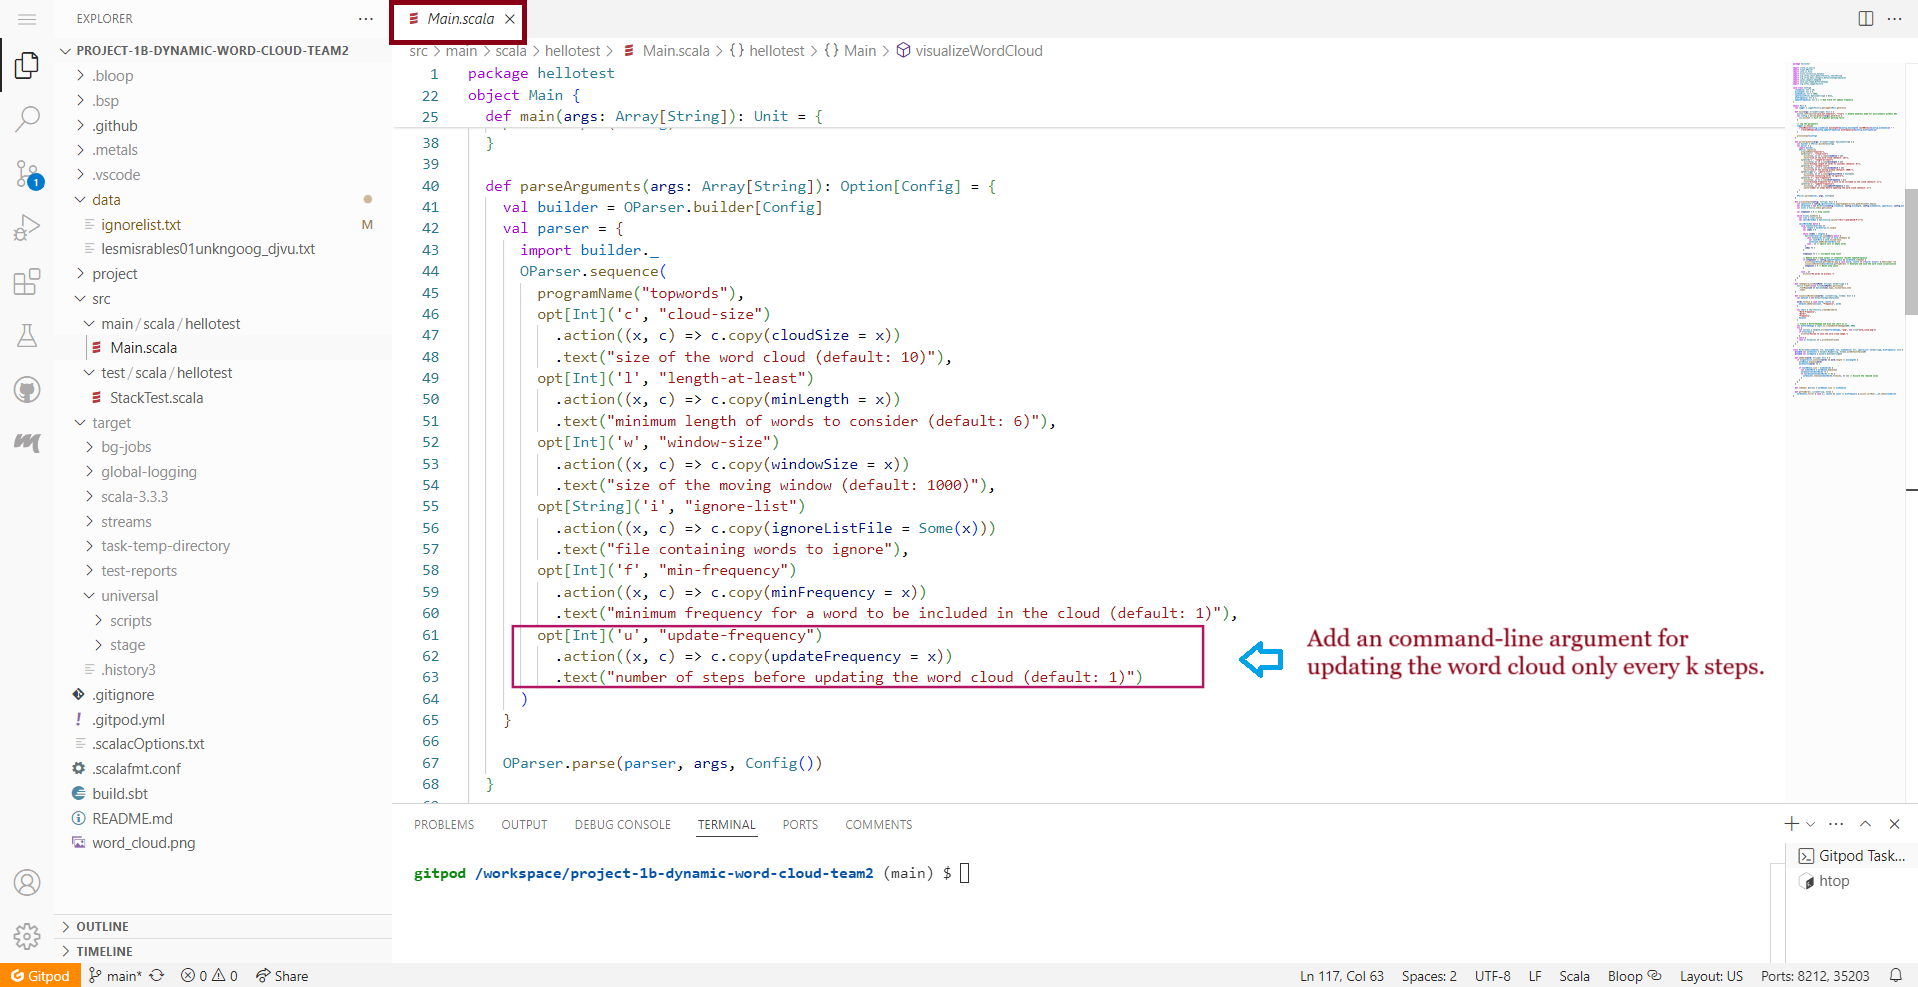 EXPLORER
PROJECT-1B-DYNAMIC-WORD-CLOUD-TEAM2
.bloop
.bsp
.github
.metals
.vscode
data
ignorelist.txt M
lesmisrables01unkngoog_djvu.txt
project
src
main/scala/hellotest
Main.scala
test/scala/hellotest
StackTest.scala
target
bg-jobs
global-logging
scala-3.3.3
streams
task-temp-directory
test-reports
universal
scripts
stage
.history3
.gitignore
.gitpod.yml
.scalacOptions.txt
.scalafmt.conf
build.sbt
README.md
word_cloud.png
OUTLINE
TIMELINE
1
Main.scala
src > main > scala > hellotest > Main.scala > {} hellotest > {} Main > visualizeWordCloud
1 package hellotest
22 object Main {
25 def main(args: Array[String]): Unit = {
38 }
39
40 def parseArguments(args: Array[String]): Option[Config] = {
41 val builder = OParser.builder[Config]
42 val parser = {
43 import builder._
44 OParser.sequence(
45 programName("topwords"),
46 opt[Int]('c', "cloud-size")
47 .action((x, c) => c.copy(cloudSize = x))
48 .text("size of the word cloud (default: 10)"),
49 opt[Int]('l', "length-at-least")
50 .action((x, c) => c.copy(minLength = x))
51 .text("minimum length of words to consider (default: 6)"),
52 opt[Int]('w', "window-size")
53 .action((x, c) => c.copy(windowSize = x))
54 .text("size of the moving window (default: 1000)"),
55 opt[String]('i', "ignore-list")
56 .action((x, c) => c.copy(ignoreListFile = Some(x)))
57 .text("file containing words to ignore"),
58 opt[Int]('f', "min-frequency")
59 .action((x, c) => c.copy(minFrequency = x))
60 .text("minimum frequency for a word to be included in the cloud (default: 1)"),
61 opt[Int]('u', "update-frequency")
62 .action((x, c) => c.copy(updateFrequency = x))
63 .text("number of steps before updating the word cloud (default: 1)")
64 )
65 }
66
67 OParser.parse(parser, args, Config())
68 }
Add an command-line argument for
updating the word cloud only every k steps.
PROBLEMS OUTPUT DEBUG CONSOLE TERMINAL PORTS COMMENTS
gitpod /workspace/project-1b-dynamic-word-cloud-team2 (main) $
Gitpod Task...
htop
Gitpod main* 0 0 Share
Ln 117, Col 63 Spaces: 2 UTF-8 LF Scala Bloop Layout: US Ports: 8212, 35203